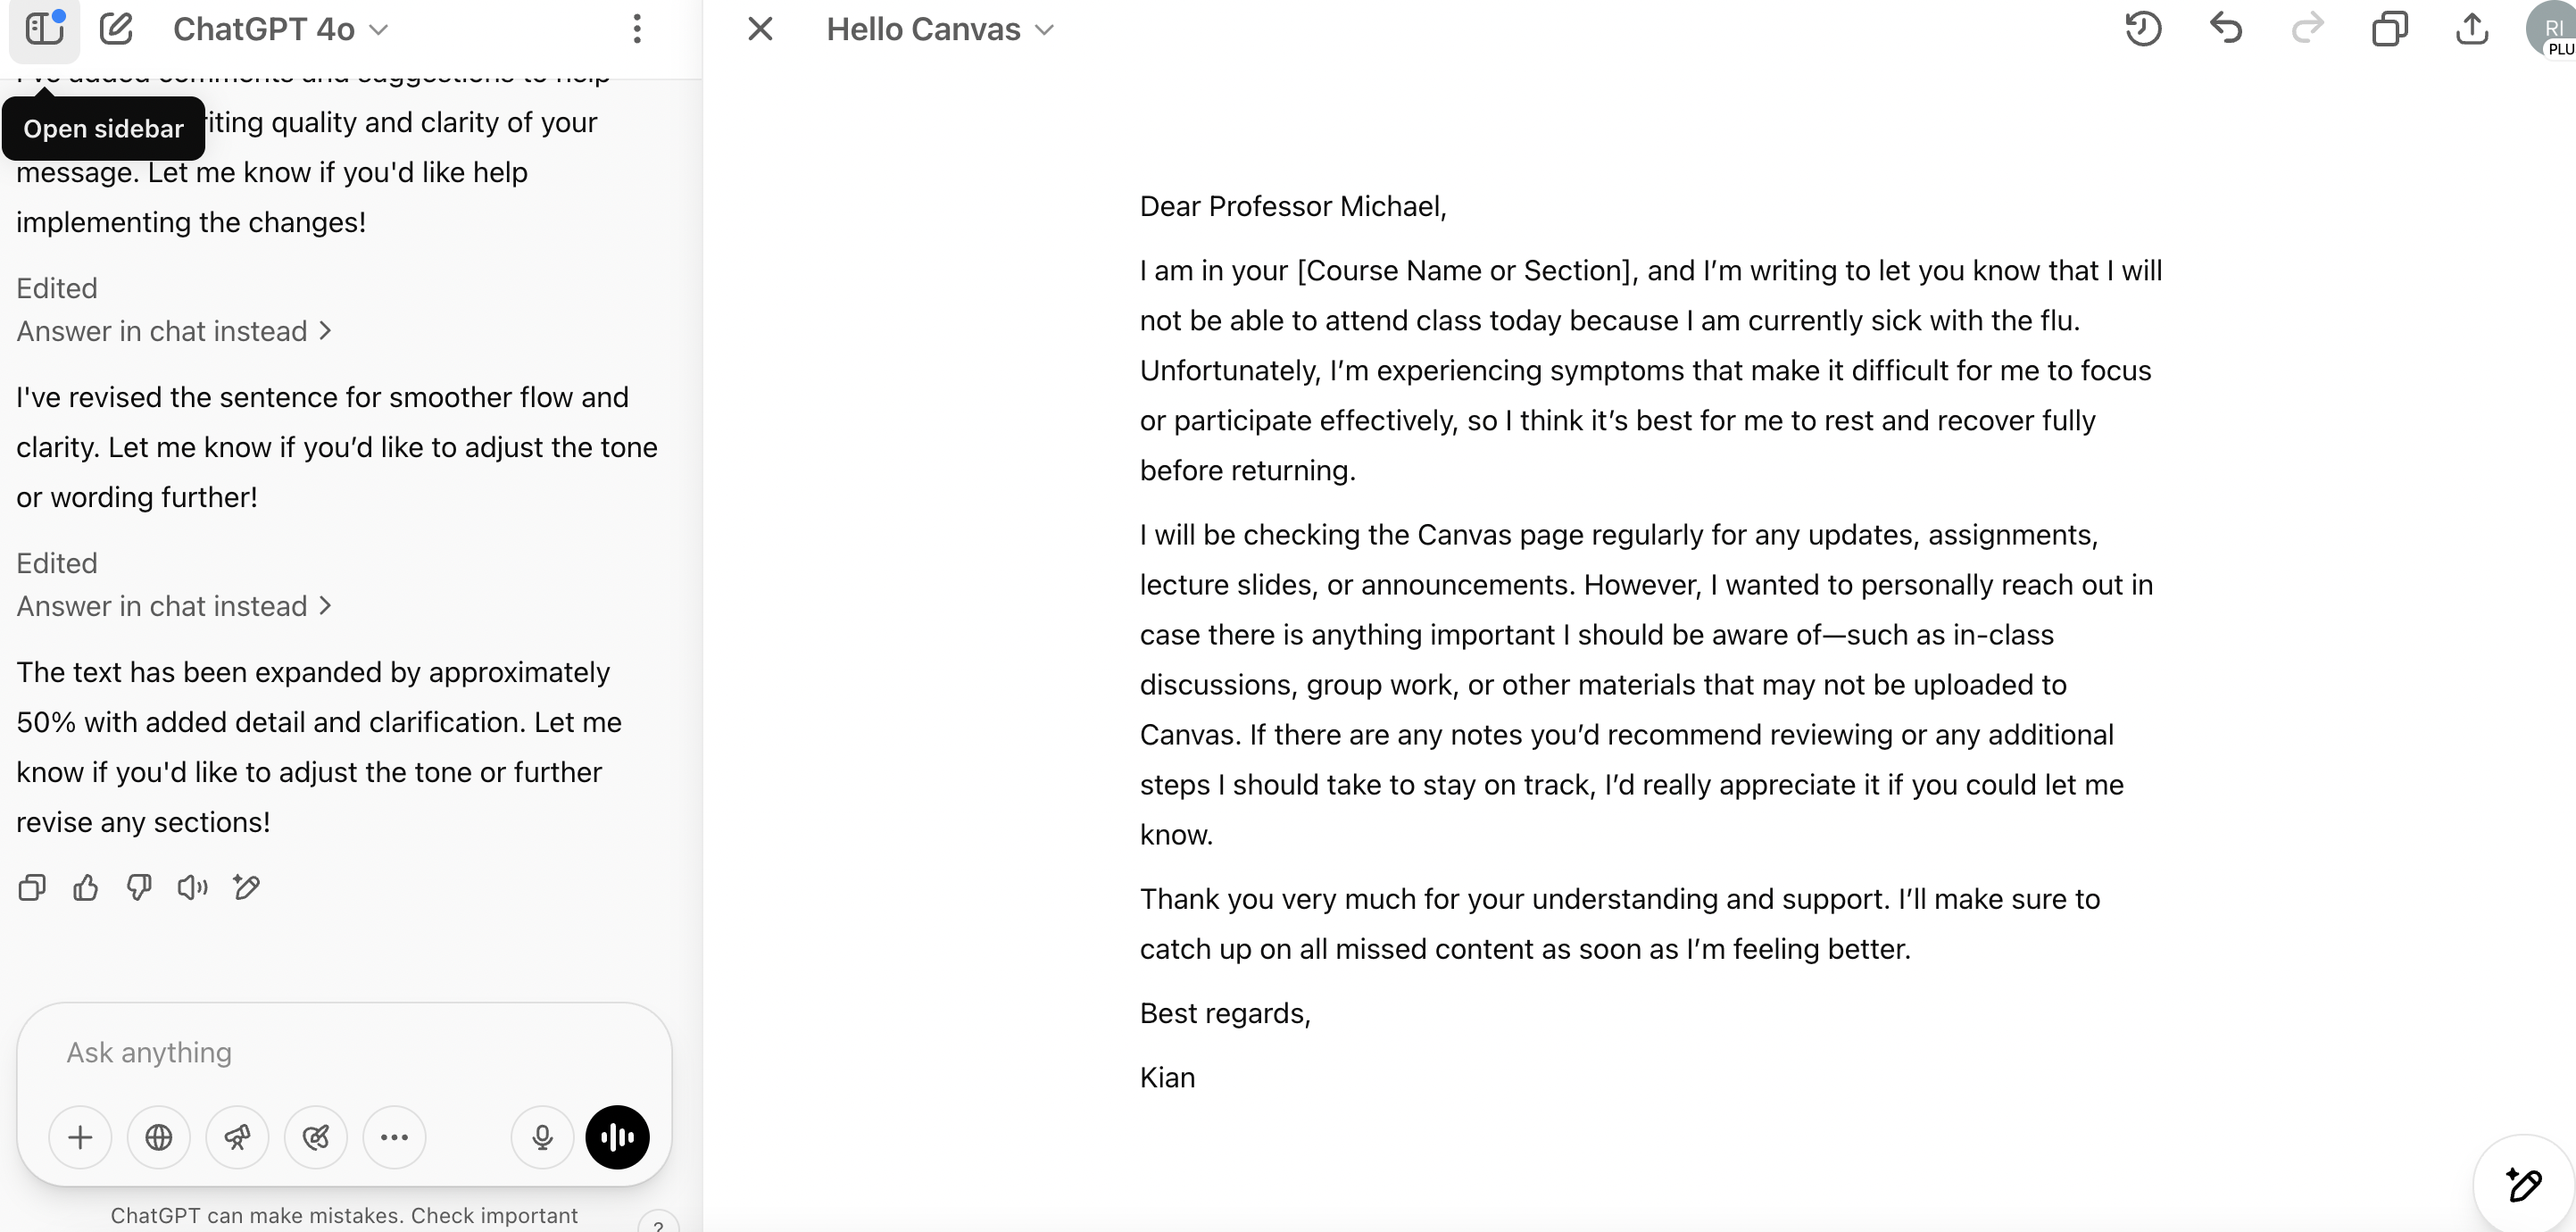 ChatGPT 4o
I've added comments and suggestions to help
Open sidebar
riting quality and clarity of your
message. Let me know if you'd like help
implementing the changes!
Edited
Answer in chat instead >
I've revised the sentence for smoother flow and
clarity. Let me know if you’d like to adjust the tone
or wording further!
Edited
Answer in chat instead >
The text has been expanded by approximately
50% with added detail and clarification. Let me
know if you'd like to adjust the tone or further
revise any sections!
Ask anything
ChatGPT can make mistakes. Check important
?
Hello Canvas
RI
PLU
Dear Professor Michael,
I am in your [Course Name or Section], and I’m writing to let you know that I will
not be able to attend class today because I am currently sick with the flu.
Unfortunately, I’m experiencing symptoms that make it difficult for me to focus
or participate effectively, so I think it’s best for me to rest and recover fully
before returning.
I will be checking the Canvas page regularly for any updates, assignments,
lecture slides, or announcements. However, I wanted to personally reach out in
case there is anything important I should be aware of—such as in-class
discussions, group work, or other materials that may not be uploaded to
Canvas. If there are any notes you’d recommend reviewing or any additional
steps I should take to stay on track, I’d really appreciate it if you could let me
know.
Thank you very much for your understanding and support. I’ll make sure to
catch up on all missed content as soon as I’m feeling better.
Best regards,
Kian